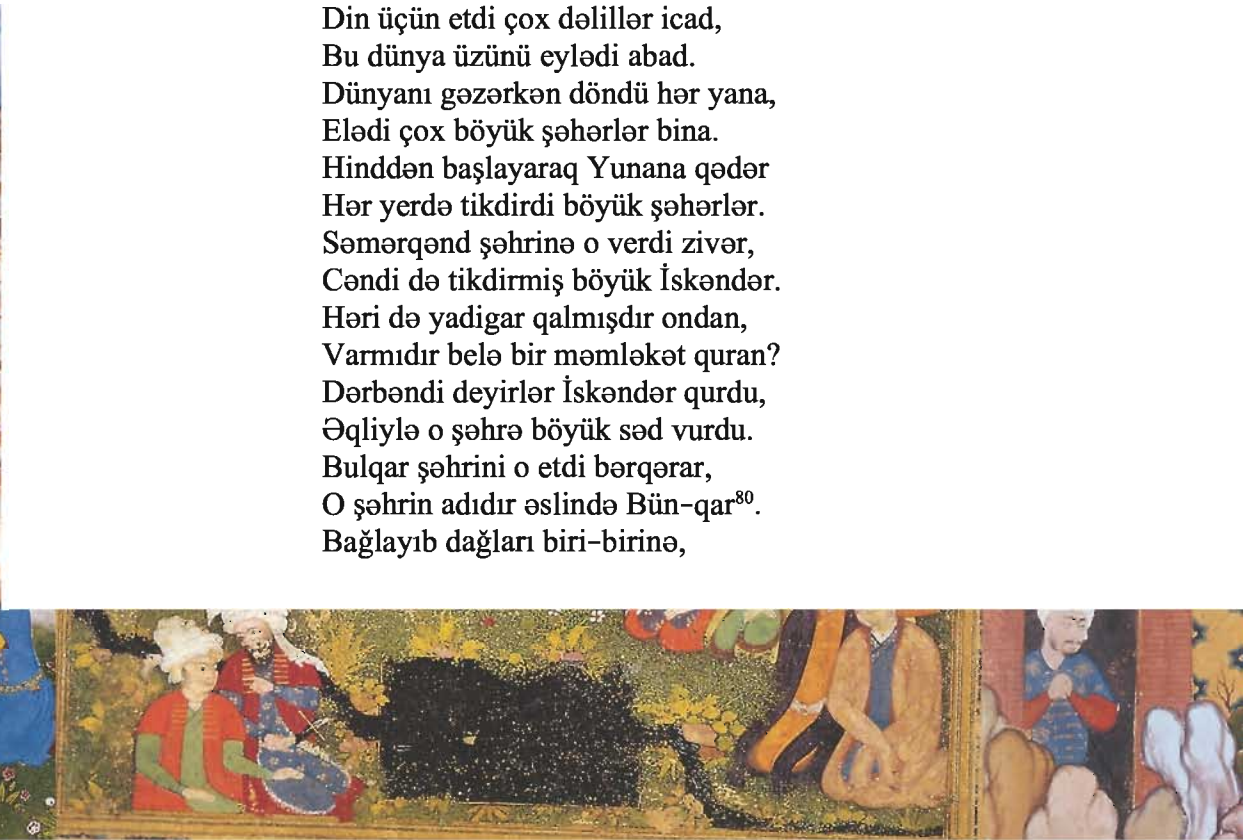 Din üçün etdi çox dəlillər icad,
Bu dünya üzünü eylədi abad.
Dünyanı gəzərkən döndü hər yana,
Elədi çox böyük şəhərlər bina.
Hinddən başlayaraq Yunana qədər
Hər yerdə tikdirdi böyük şəhərlər.
Səmərqənd şəhrinə o verdi zivər,
Cəndi də tikdirmiş böyük İskəndər.
Həri də yadigar qalmışdır ondan,
Varmıdır belə bir məmləkət quran?
Dərbəndi deyirlər İskəndər qurdu,
Əqliylə o şəhrə böyük səd vurdu.
Bulqar şəhrini o etdi bərqərar,
O şəhrin adıdır əslində Bün-qar⁸⁰.
Bağlayıb dağları biri-birinə,